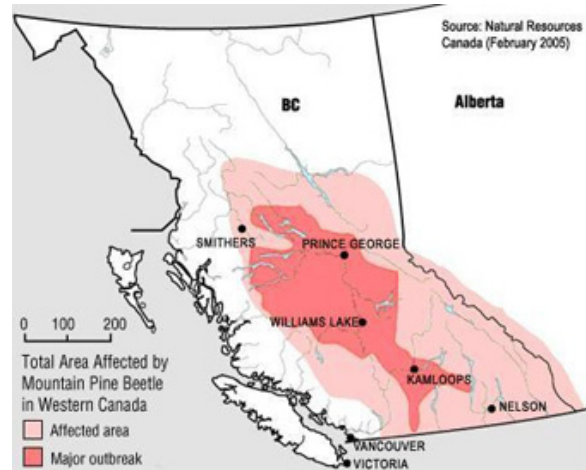 Source: Natural Resources
Canada (February 2005)
BC
Alberta
SMITHERS
PRINCE GEORGE
WILLIAMS LAKE
KAMLOOPS
NELSON
VANCOUVER
VICTORIA
0 100 200
Total Area Affected by
Mountain Pine Beetle
in Western Canada
Affected area
Major outbreak